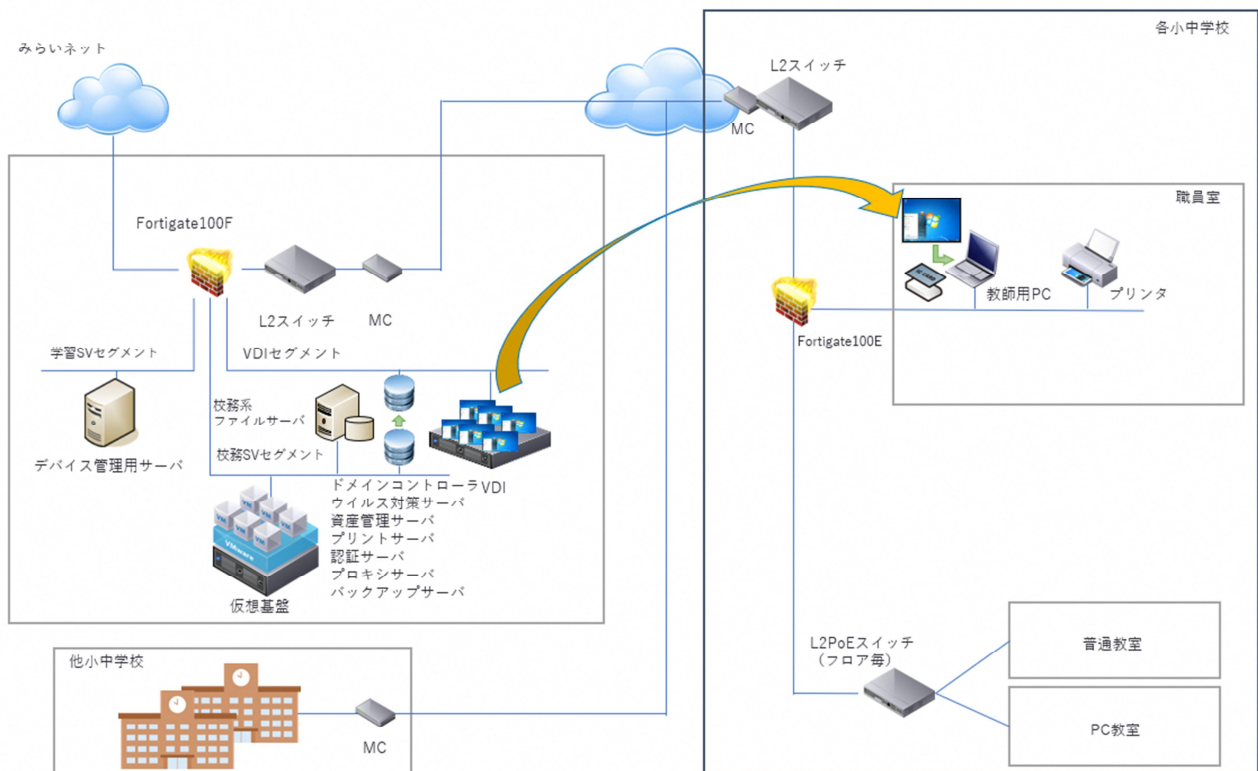 みらいネット
各小中学校
L2スイッチ
MC
職員室
Fortigate100F
教師用PC
プリンタ
L2スイッチ
MC
Fortigate100E
学習SVセグメント
VDIセグメント
校務系
ファイルサーバ
校務SVセグメント
デバイス管理用サーバ
ドメインコントローラ
VDI
ウイルス対策サーバ
資産管理サーバ
プリントサーバ
認証サーバ
プロキシサーバ
バックアップサーバ
VM
VM
VM
VM
VM
VM
VMware
仮想基盤
他小中学校
MC
L2PoEスイッチ
（フロア毎）
普通教室
PC教室